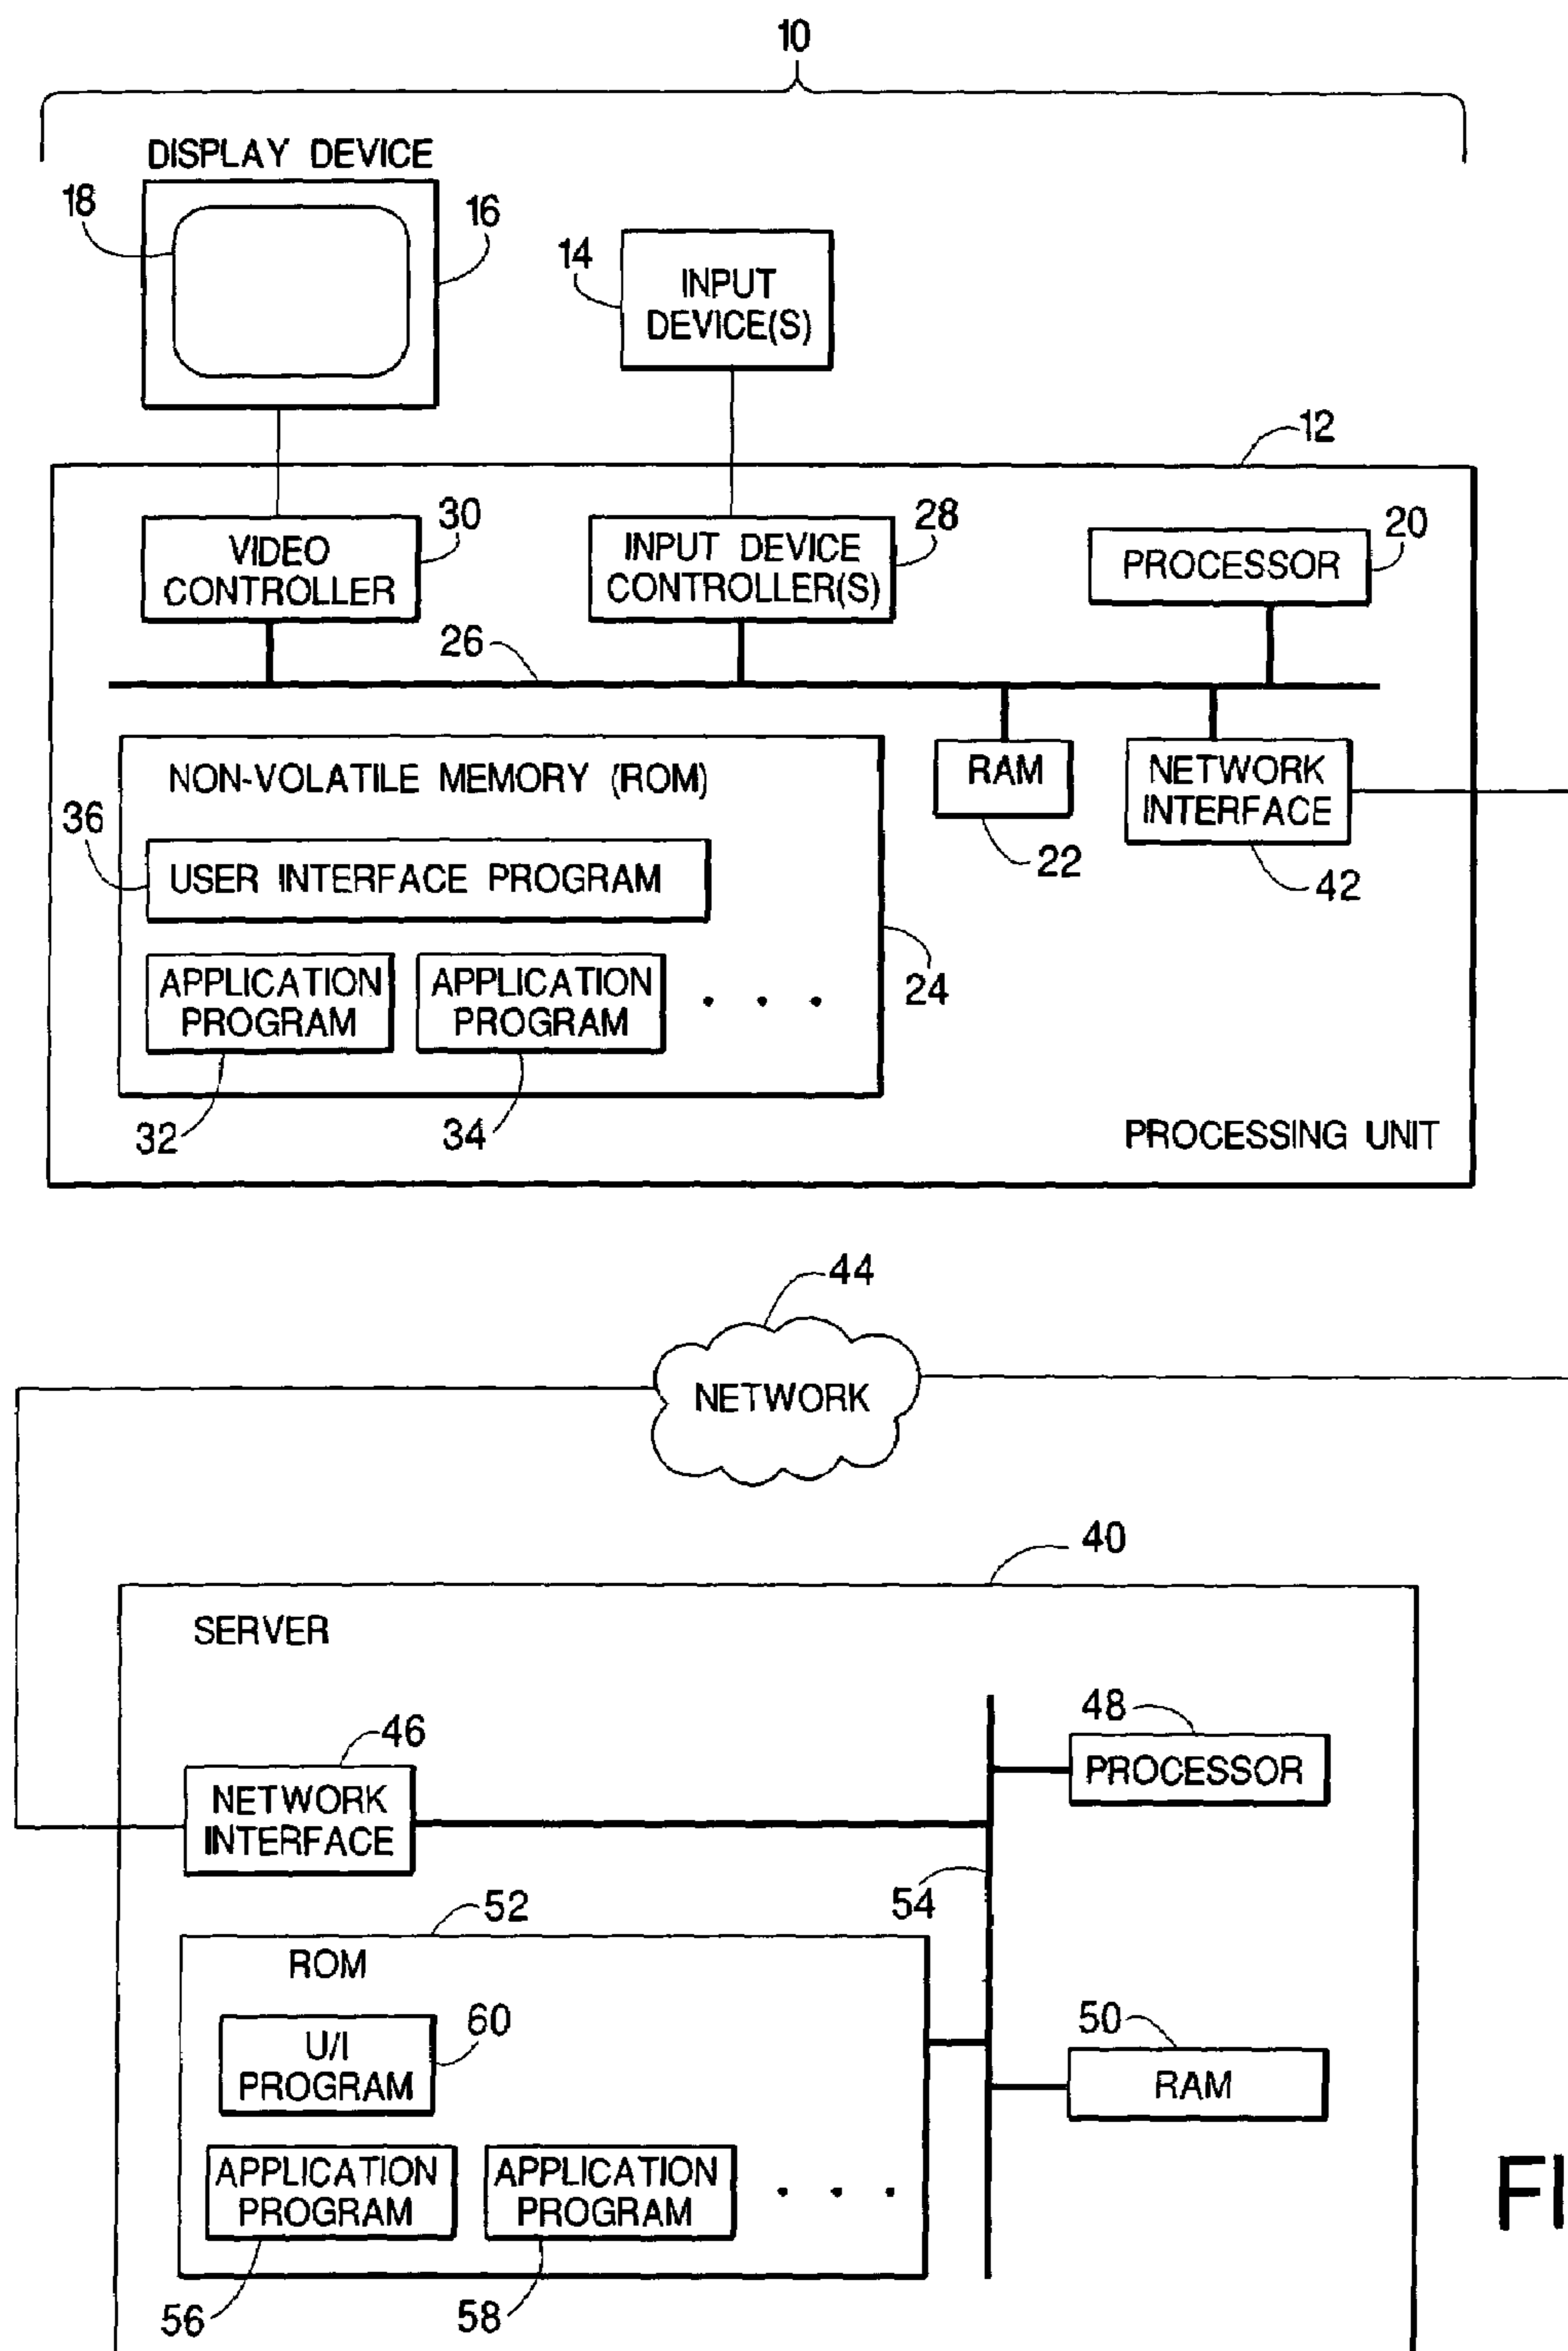 10
DISPLAY DEVICE
18
16
14
INPUT
DEVICE(S)
12
VIDEO
CONTROLLER
30
INPUT DEVICE
CONTROLLER(S)
28
PROCESSOR
20
26
NON-VOLATILE MEMORY (ROM)
RAM
22
NETWORK
INTERFACE
42
36
USER INTERFACE PROGRAM
24
APPLICATION
PROGRAM
APPLICATION
PROGRAM
. . .
32
34
PROCESSING UNIT
44
NETWORK
40
SERVER
46
NETWORK
INTERFACE
48
PROCESSOR
54
52
ROM
60
U/I
PROGRAM
50
RAM
APPLICATION
PROGRAM
APPLICATION
PROGRAM
. . .
56
58
FI